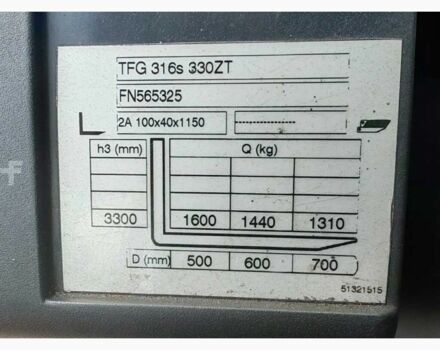 TFG 316s 330ZT
FN565325
2A 100x40x1150 --------------
h3 (mm) Q (kg)
3300 1600 1440 1310
D (mm) 500 600 700
51321515
f